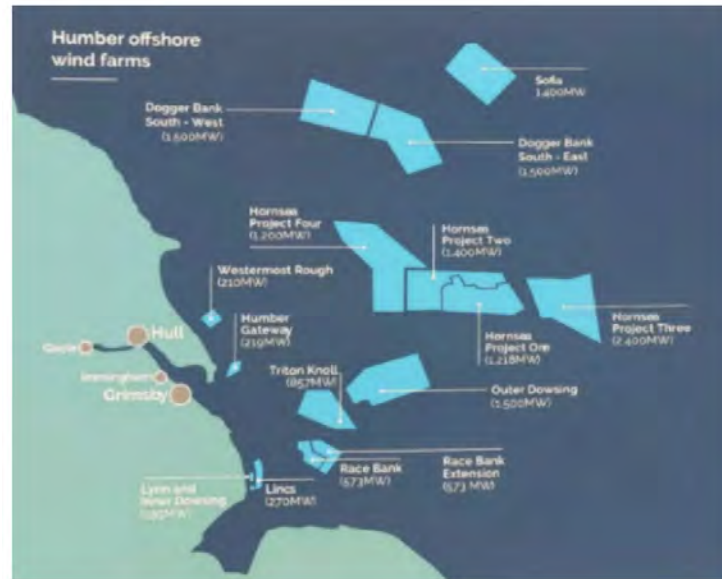 Humber offshore
wind farms
Sofia
1,400MW
Dogger Bank
South - West
(1,500MW)
Dogger Bank
South - East
(1,500MW)
Hornsea
Project Four
(1,200MW)
Hornsea
Project Two
(1,400MW)
Westermost Rough
(210MW)
Humber
Gateway
(219MW)
Hornsea
Project Three
(2,400MW)
Hornsea
Project One
(1,218MW)
Hull
Goole
Immingham
Grimsby
Triton Knoll
(857MW)
Outer Dowsing
(1,500MW)
Race Bank
(573MW)
Race Bank
Extension
(573 MW)
Lynn and
Inner Dowsing
Lincs
(270MW)